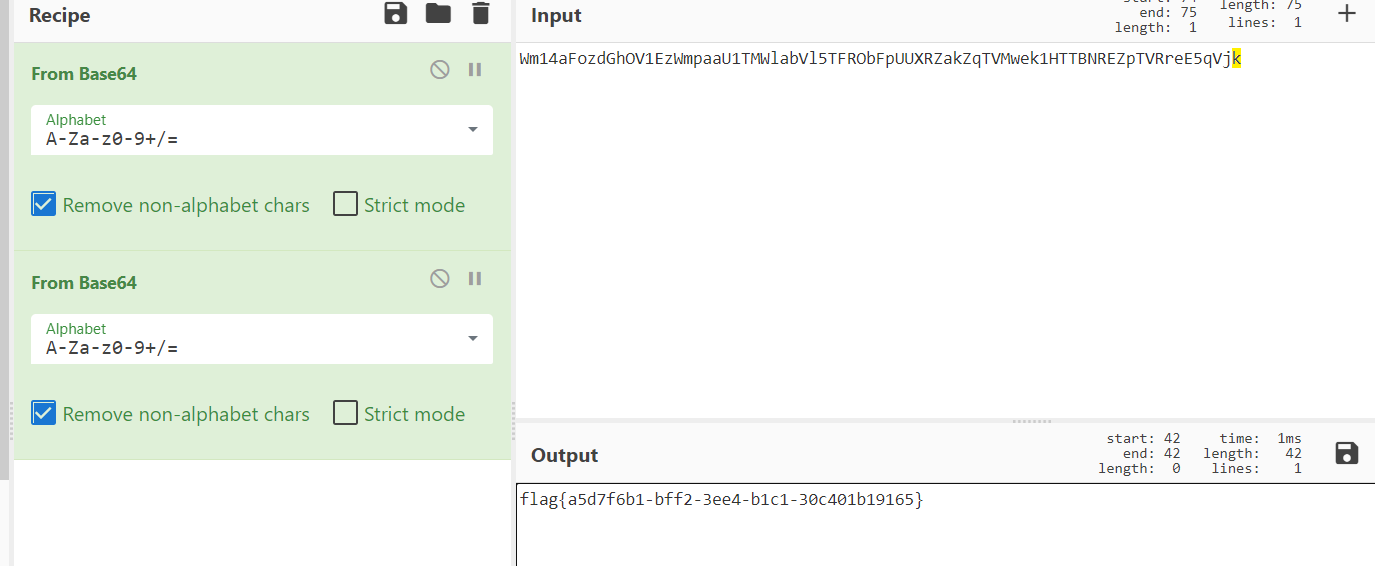 Recipe
Input
end: 75
length: 1
length: 75
lines: 1
From Base64
Alphabet
A-Za-z0-9+/=
Remove non-alphabet chars
Strict mode
From Base64
Alphabet
A-Za-z0-9+/=
Remove non-alphabet chars
Strict mode
Wm14aFozdGhOV1EzWmpaaU1TMWlabVl5TFRObFpUUXRZakZqTVMwek1HTTBNREZpTVRreE5qVjk
Output
start: 42
end: 42
length: 0
time: 1ms
length: 42
lines: 1
flag{a5d7f6b1-bff2-3ee4-b1c1-30c401b19165}